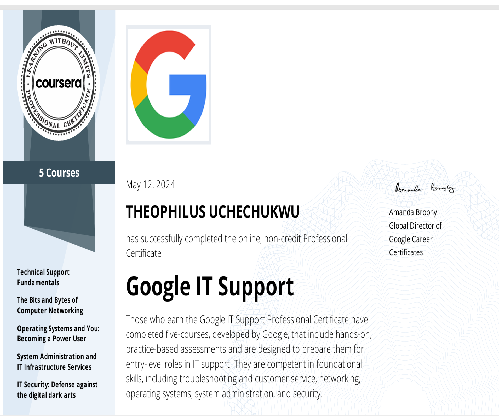 LEARNING WITHOUT LIMITS
coursera
PROFESSIONAL CERTIFICATE
5 Courses
Technical Support
Fundamentals
The Bits and Bytes of
Computer Networking
Operating Systems and You:
Becoming a Power User
System Administration and
IT Infrastructure Services
IT Security: Defense against
the digital dark arts
G
May 12, 2024
THEOPHILUS UCHECHUKWU
has successfully completed the online, non-credit Professional
Certificate
Google IT Support
Those who earn the Google IT Support Professional Certificate have
completed five-courses, developed by Google, that include hands-on,
practice-based assessments and are designed to prepare them for
entry-level roles in IT support. They are competent in foundational
skills, including troubleshooting and customer service, networking,
operating systems, system administration, and security.
Amanda Brophy
Amanda Brophy
Global Director of
Google Career
Certificates